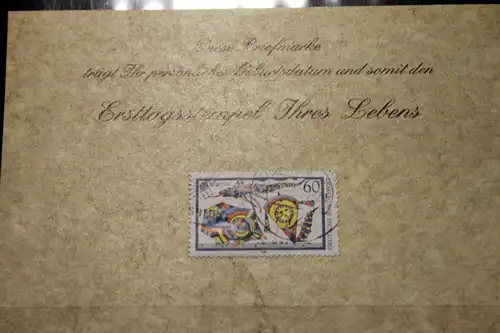 Diese Briefmarke
trägt Ihr persönliches Geburtsdatum und somit den
Ersttagsstempel Ihres Lebens
60